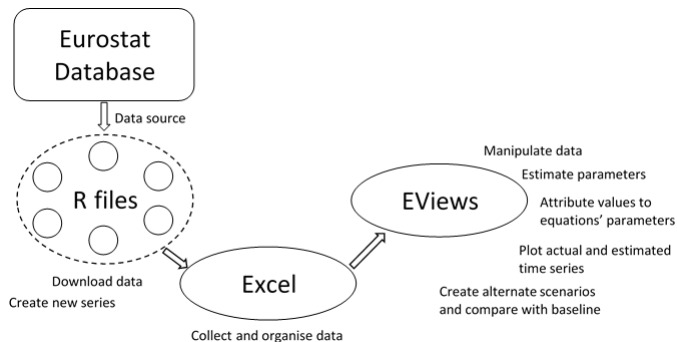 Eurostat
Database
Data source
R files
Download data
Create new series
Excel
Collect and organise data
EViews
Manipulate data
Estimate parameters
Attribute values to
equations' parameters
Plot actual and estimated
time series
Create alternate scenarios
and compare with baseline